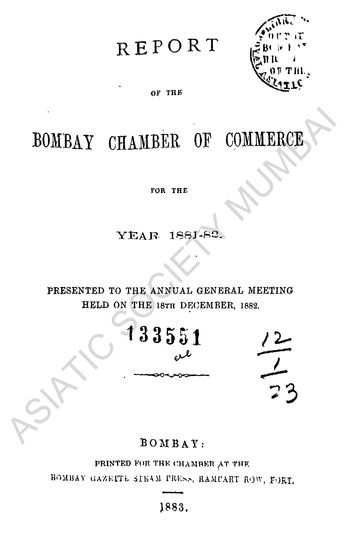 REPORT
OF THE
BOMBAY CHAMBER OF COMMERCE
FOR THE
YEAR 1881-82.
PRESENTED TO THE ANNUAL GENERAL MEETING
HELD ON THE 18TH DECEMBER, 1882.
133551
12
1
23
BOMBAY:
PRINTED FOR THE CHAMBER AT THE
BOMBAY GAZETTE STEAM PRESS, RAMPART ROW, FORT.
1883.
ASIATIC SOCIETY MUMBAI